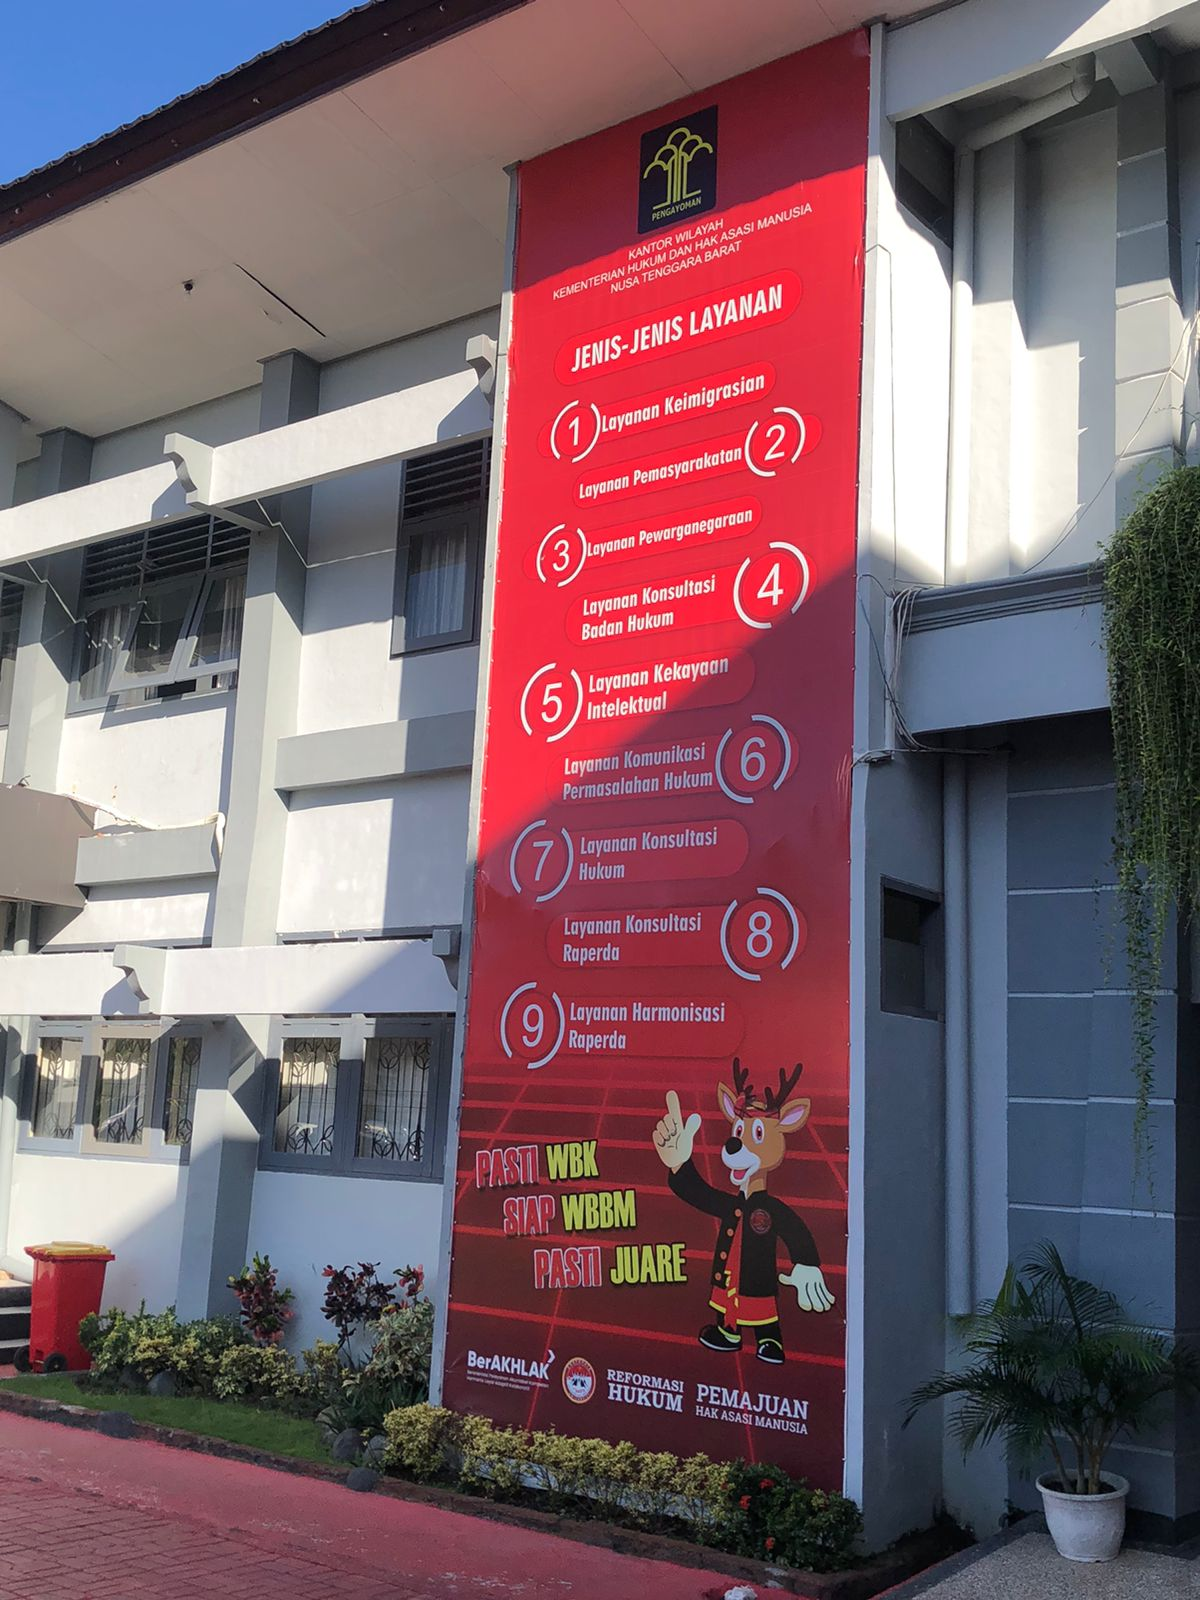 PENGAYOMAN
KANTOR WILAYAH
KEMENTERIAN HUKUM DAN HAK ASASI MANUSIA
NUSA TENGGARA BARAT
JENIS-JENIS LAYANAN
1 Layanan Keimigrasian
Layanan Pemasyarakatan 2
3 Layanan Pewarganegaraan
Layanan Konsultasi
Badan Hukum 4
5 Layanan Kekayaan
Intelektual
Layanan Komunikasi
Permasalahan Hukum 6
7 Layanan Konsultasi
Hukum
Layanan Konsultasi
Raperda 8
9 Layanan Harmonisasi
Raperda
PASTI WBK
SIAP WBBM
PASTI JUARE
BerAKHLAK
REFORMASI
HUKUM
PEMAJUAN
HAK ASASI MANUSIA